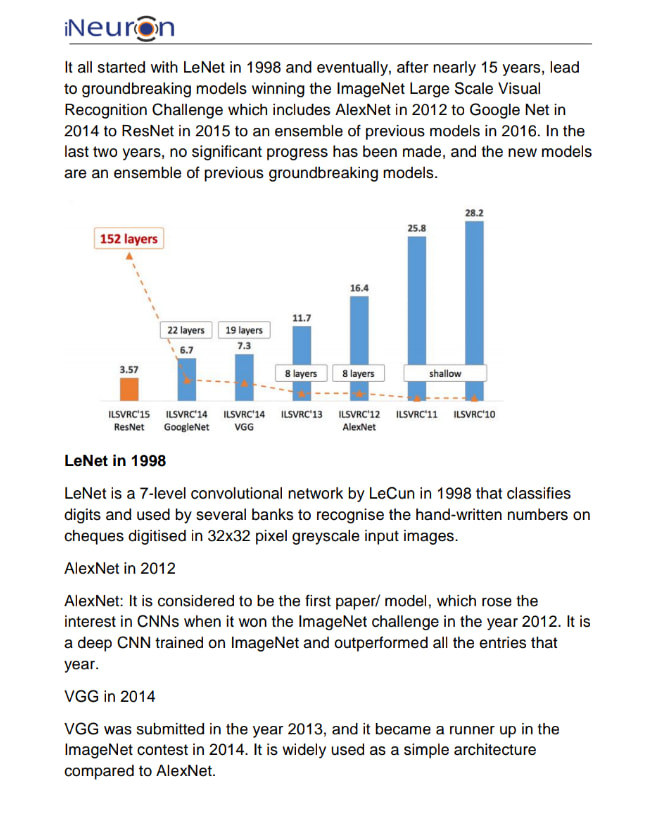 iNeuron
It all started with LeNet in 1998 and eventually, after nearly 15 years, lead
to groundbreaking models winning the ImageNet Large Scale Visual
Recognition Challenge which includes AlexNet in 2012 to Google Net in
2014 to ResNet in 2015 to an ensemble of previous models in 2016. In the
last two years, no significant progress has been made, and the new models
are an ensemble of previous groundbreaking models.
28.2
25.8
152 layers
16.4
11.7
22 layers 19 layers
6.7 7.3
3.57
8 layers 8 layers shallow
ILSVRC'15 ILSVRC'14 ILSVRC'14 ILSVRC'13 ILSVRC'12 ILSVRC'11 ILSVRC'10
ResNet GoogleNet VGG AlexNet
LeNet in 1998
LeNet is a 7-level convolutional network by LeCun in 1998 that classifies
digits and used by several banks to recognise the hand-written numbers on
cheques digitised in 32x32 pixel greyscale input images.
AlexNet in 2012
AlexNet: It is considered to be the first paper/ model, which rose the
interest in CNNs when it won the ImageNet challenge in the year 2012. It is
a deep CNN trained on ImageNet and outperformed all the entries that
year.
VGG in 2014
VGG was submitted in the year 2013, and it became a runner up in the
ImageNet contest in 2014. It is widely used as a simple architecture
compared to AlexNet.